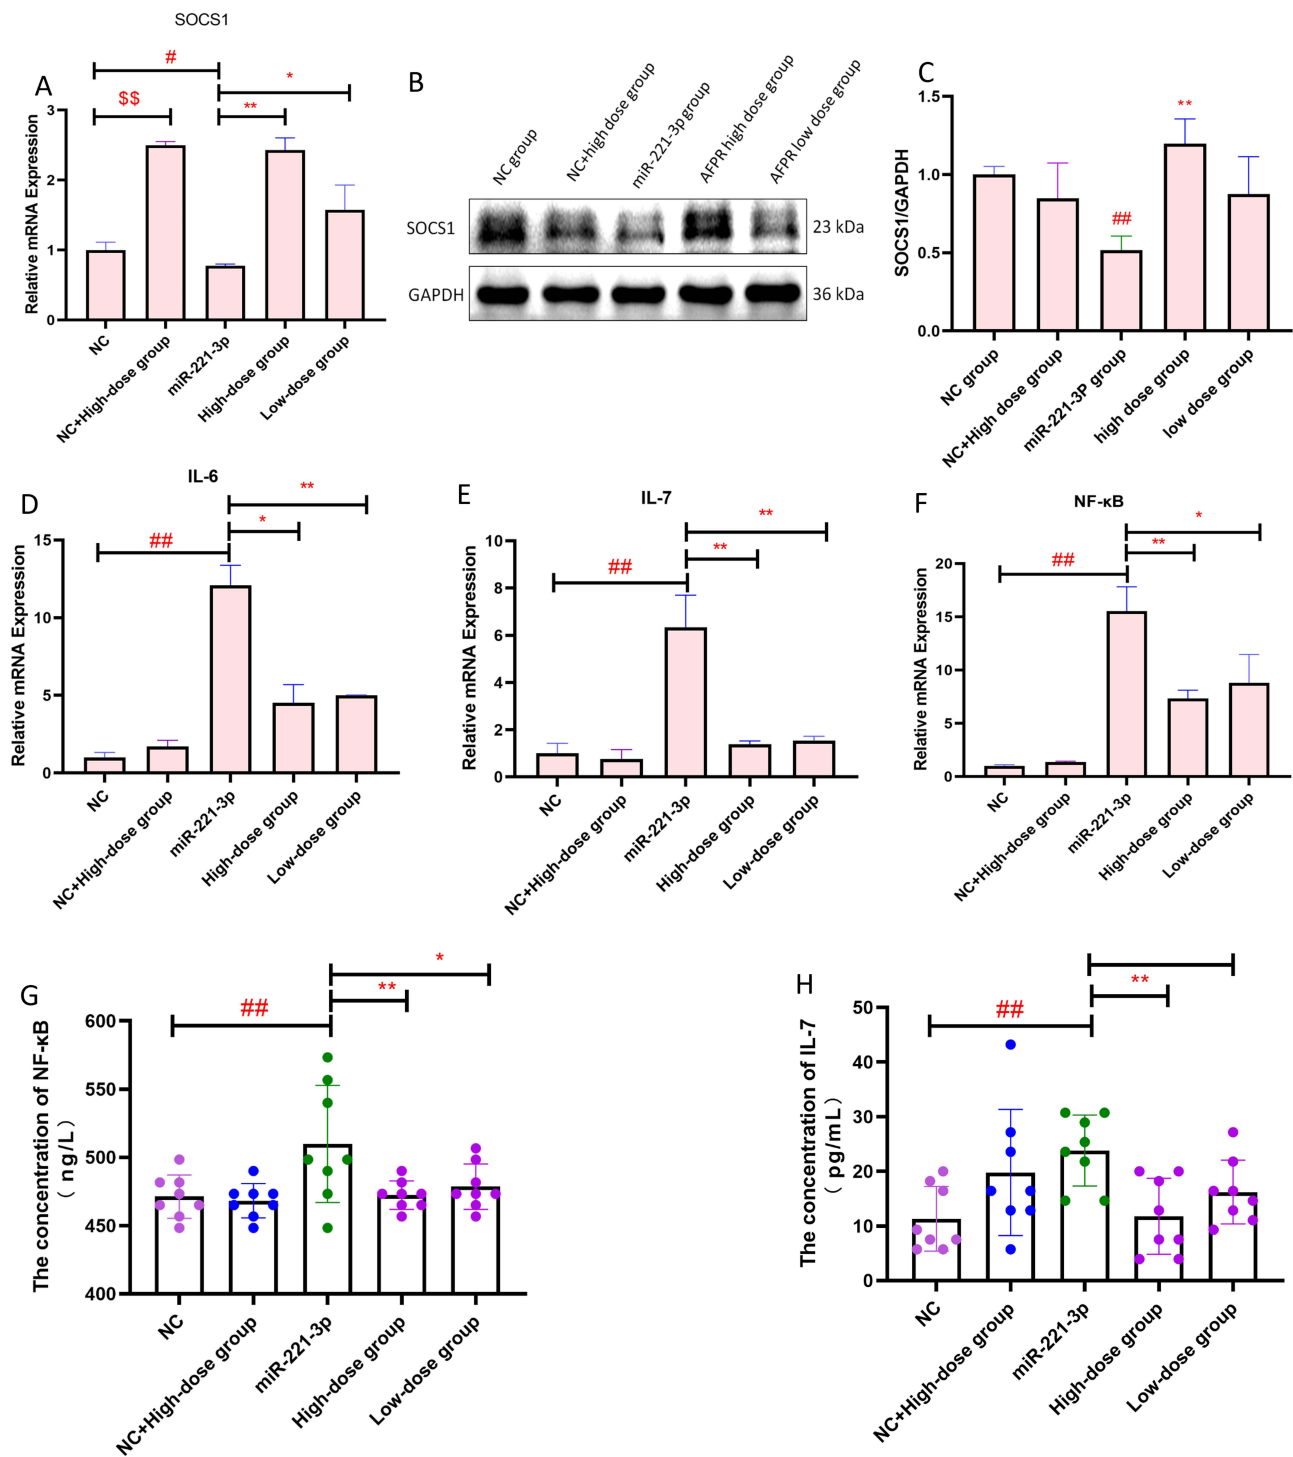 SOCS1
A
#
*
$$
**
Relative mRNA Expression
3
2
1
0
NC
NC+High-dose group
miR-221-3p
High-dose group
Low-dose group
B
NC group
NC+high dose group
miR-221-3p group
AFPR high dose group
AFPR low dose group
SOCS1
23 kDa
GAPDH
36 kDa
C
SOCS1/GAPDH
1.5
1.0
0.5
0.0
**
##
NC group
NC+High dose group
miR-221-3P group
high dose group
low dose group
D
IL-6
**
*
##
Relative mRNA Expression
15
10
5
0
NC
NC+High-dose group
miR-221-3p
High-dose group
Low-dose group
E
IL-7
**
**
##
Relative mRNA Expression
10
8
6
4
2
0
NC
NC+High-dose group
miR-221-3p
High-dose group
Low-dose group
F
NF-κB
*
**
##
Relative mRNA Expression
20
15
10
5
0
NC
NC+High-dose group
miR-221-3p
High-dose group
Low-dose group
G
*
**
##
The concentration of NF-κB
（ng/L）
600
550
500
450
400
NC
NC+High-dose group
miR-221-3p
High-dose group
Low-dose group
H
**
##
The concentration of IL-7
（pg/mL）
50
40
30
20
10
0
NC
NC+High-dose group
miR-221-3p
High-dose group
Low-dose group